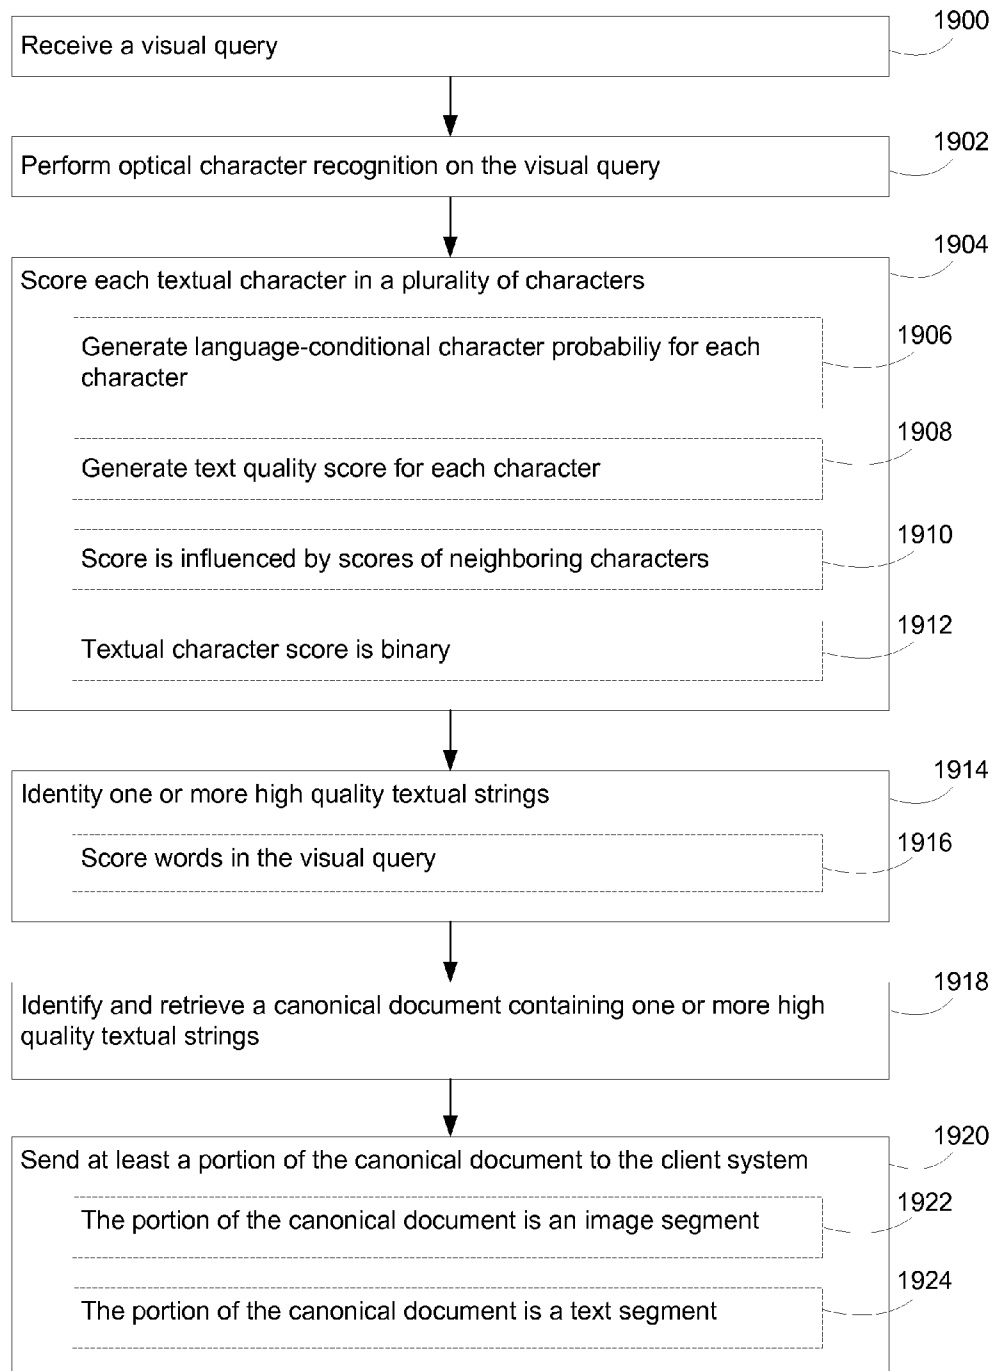 1900
Receive a visual query
1902
Perform optical character recognition on the visual query
1904
Score each textual character in a plurality of characters
1906
Generate language-conditional character probabiliy for each
character
1908
Generate text quality score for each character
1910
Score is influenced by scores of neighboring characters
1912
Textual character score is binary
1914
Identity one or more high quality textual strings
1916
Score words in the visual query
1918
Identify and retrieve a canonical document containing one or more high
quality textual strings
1920
Send at least a portion of the canonical document to the client system
1922
The portion of the canonical document is an image segment
1924
The portion of the canonical document is a text segment